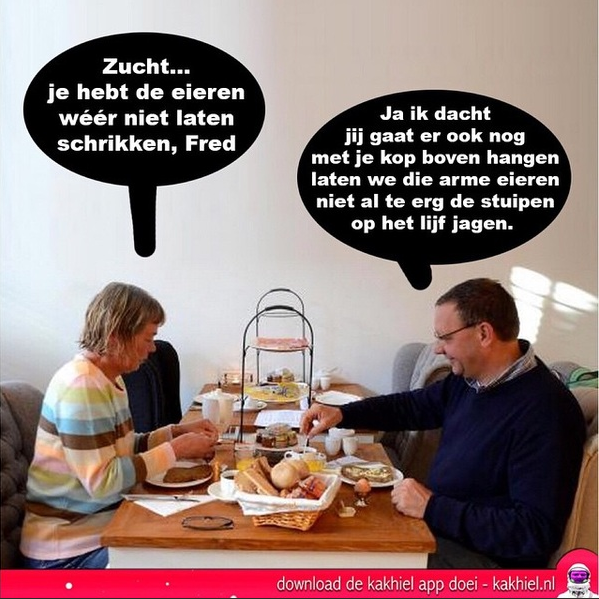 Zucht...
je hebt de eieren
wéér niet laten
schrikken, Fred
Ja ik dacht
jij gaat er ook nog
met je kop boven hangen
laten we die arme eieren
niet al te erg de stuipen
op het lijf jagen.
download de kakhiel app doei - kakhiel.nl